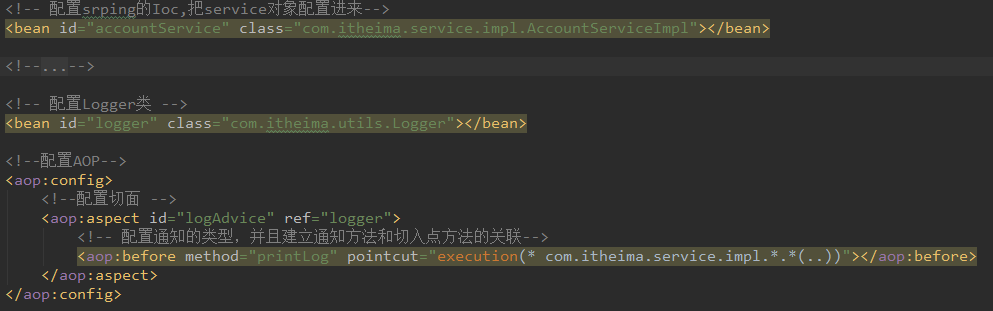 <!-- 配置srping的Ioc,把service对象配置进来-->
<bean id="accountService" class="com.itheima.service.impl.AccountServiceImpl"></bean>
<!--...-->
<!-- 配置Logger类 -->
<bean id="logger" class="com.itheima.utils.Logger"></bean>
<!--配置AOP-->
<aop:config>
<!--配置切面 -->
<aop:aspect id="logAdvice" ref="logger">
<!-- 配置通知的类型，并且建立通知方法和切入点方法的关联-->
<aop:before method="printLog" pointcut="execution(* com.itheima.service.impl.*.*(..))"></aop:before>
</aop:aspect>
</aop:config>